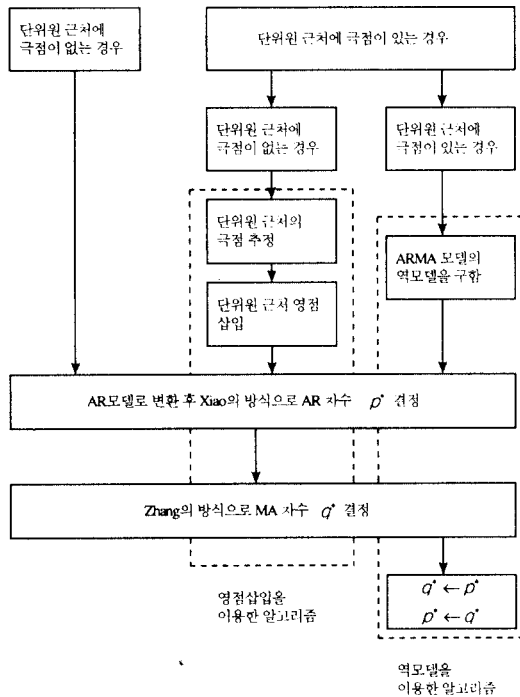 단위원 근처에
극점이 없는 경우
단위원 근처에 극점이 있는 경우
단위원 근처에
극점이 없는 경우
단위원 근처에
극점이 있는 경우
단위원 근처의
극점 추정
ARMA 모델의
역모델을 구함
단위원 근처 영점
삽입
AR모델로 변환 후 Xiao의 방식으로 AR 차수 p* 결정
Zhang의 방식으로 MA 차수 q* 결정
영점삽입을
이용한 알고리즘
q* ← p*
p* ← q*
역모델을
이용한 알고리즘